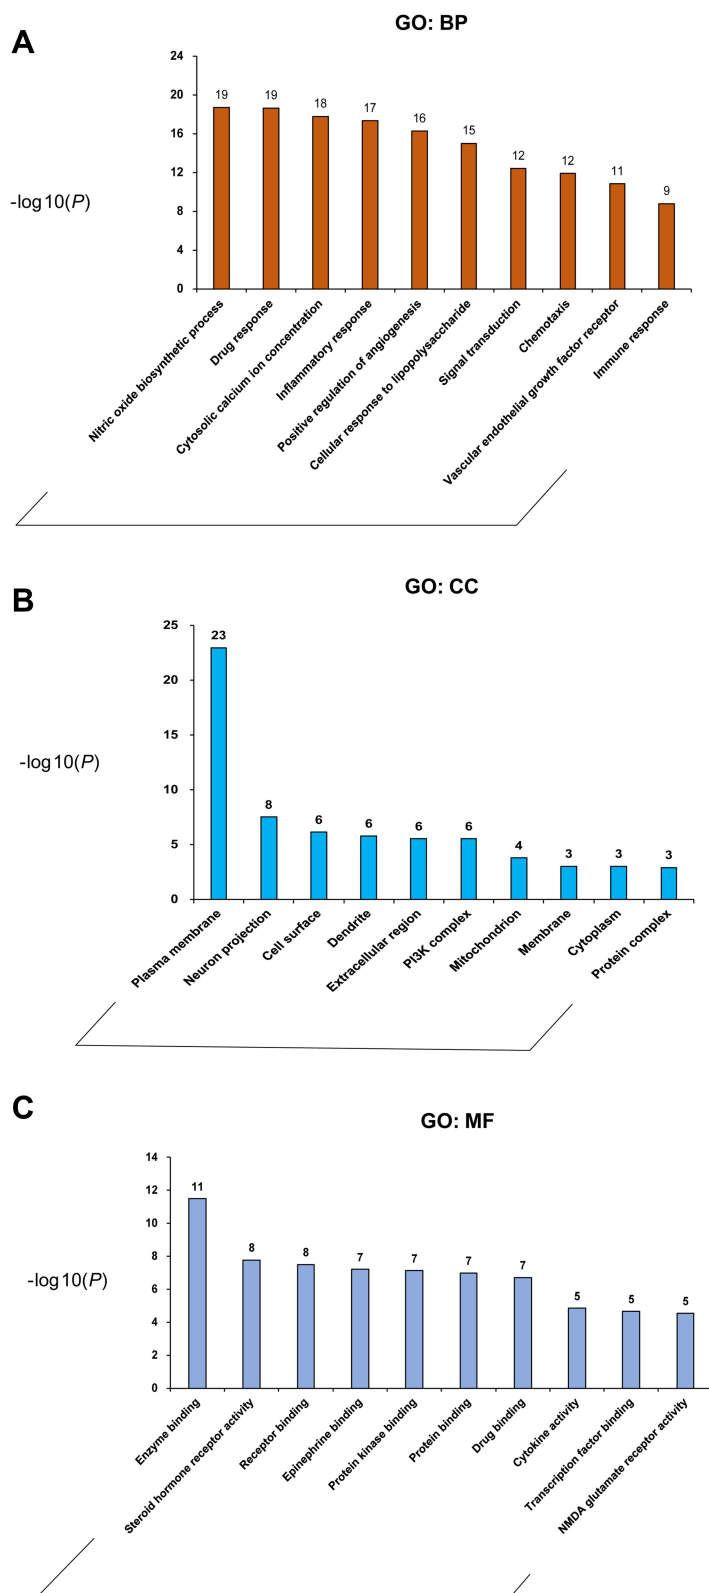 A
GO: BP
-log10(P)
24
20
16
12
8
4
0
19
19
18
17
16
15
12
12
11
9
Nitric oxide biosynthetic process
Drug response
Cytosolic calcium ion concentration
Inflammatory response
Positive regulation of angiogenesis
Cellular response to lipopolysaccharide
Signal transduction
Chemotaxis
Vascular endothelial growth factor receptor
Immune response
B
GO: CC
-log10(P)
25
20
15
10
5
0
23
8
6
6
6
6
4
3
3
3
Plasma membrane
Neuron projection
Cell surface
Dendrite
Extracellular region
PI3K complex
Mitochondrion
Membrane
Cytoplasm
Protein complex
C
GO: MF
-log10(P)
14
12
10
8
6
4
2
0
11
8
8
7
7
7
7
5
5
5
Enzyme binding
Steroid hormone receptor activity
Receptor binding
Epinephrine binding
Protein kinase binding
Protein binding
Drug binding
Cytokine activity
Transcription factor binding
NMDA glutamate receptor activity